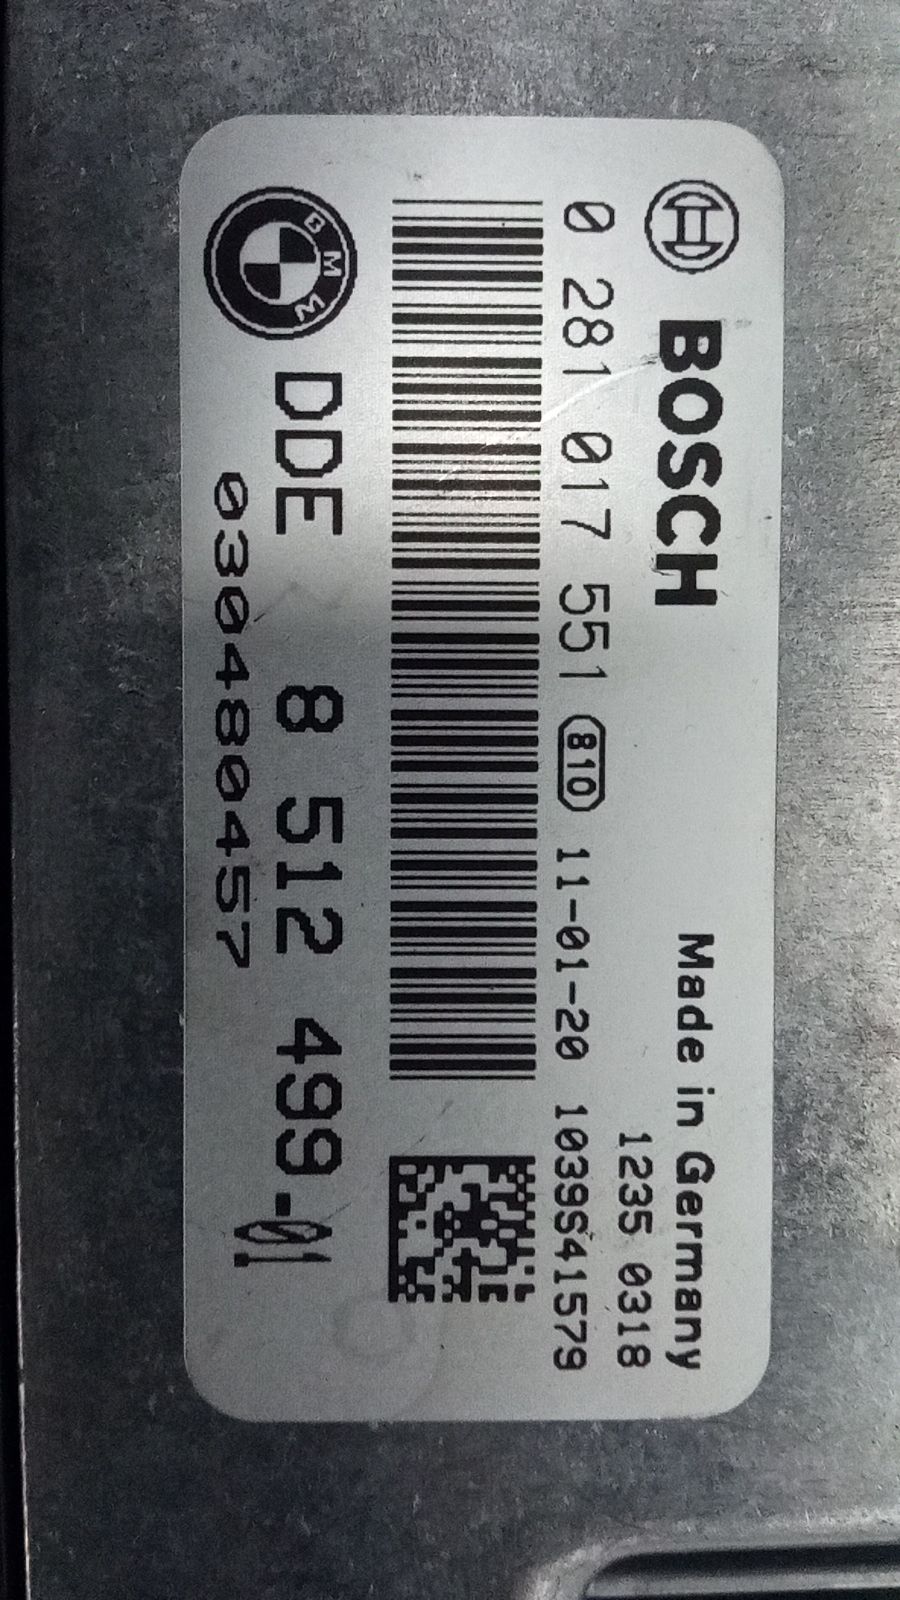 BOSCH
Made in Germany
1235 0318
0 281 017 551 810 11-01-20 1039S41579
BMW
DDE 8 512 499-01
030480457